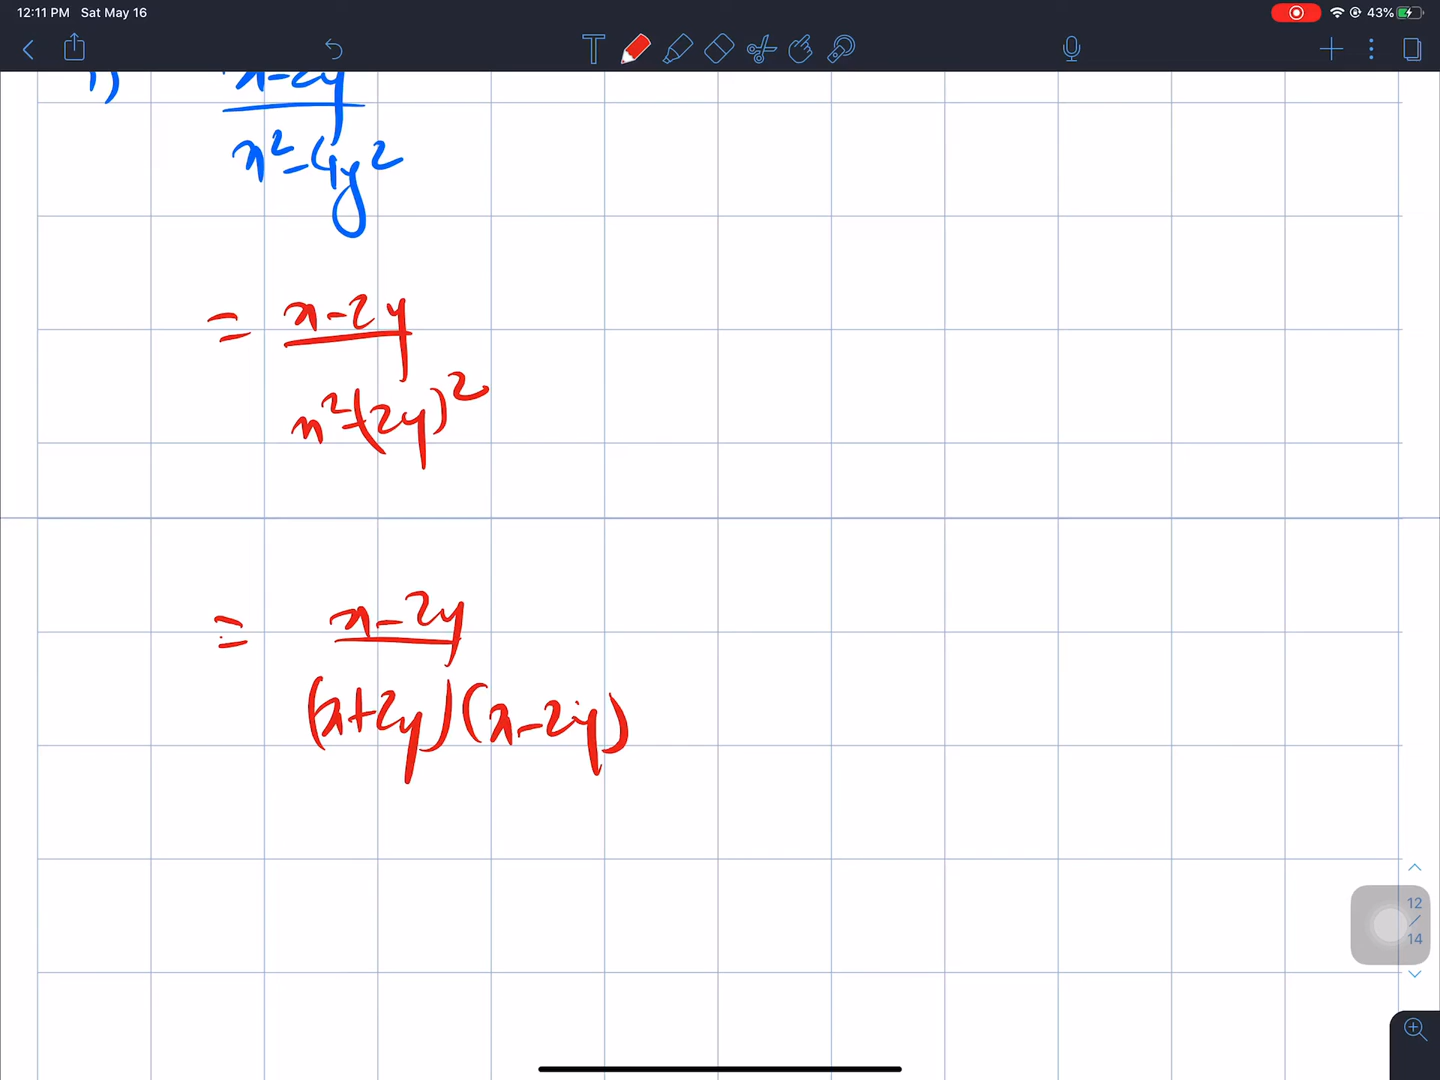 12:11 PM Sat May 16
43%
T
1) x-2y
x²-4y²
= x-2y
x²-(2y)²
= x-2y
(x+2y)(x-2y)
12
/
14